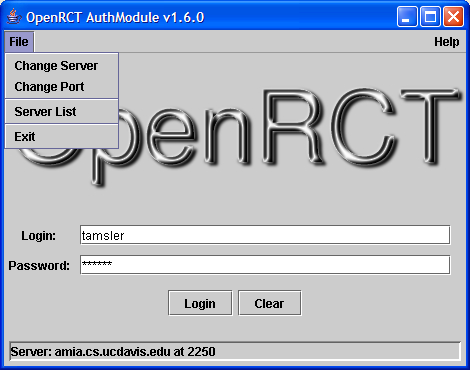 OpenRCT AuthModule v1.6.0
File Help
Change Server
Change Port
Server List
Exit
OpenRCT
Login: tamsler
Password: ******
Login Clear
Server: amia.cs.ucdavis.edu at 2250